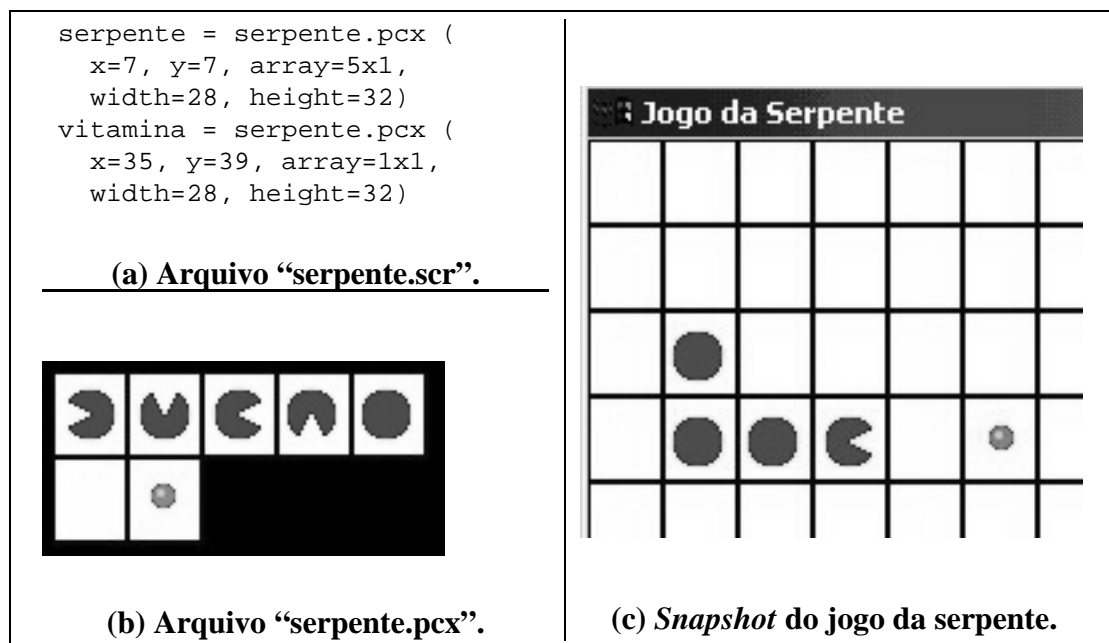 serpente = serpente.pcx (
x=7, y=7, array=5x1,
width=28, height=32)
vitamina = serpente.pcx (
x=35, y=39, array=1x1,
width=28, height=32)
(a) Arquivo “serpente.scr”.
(b) Arquivo “serpente.pcx”.
Jogo da Serpente
(c) Snapshot do jogo da serpente.